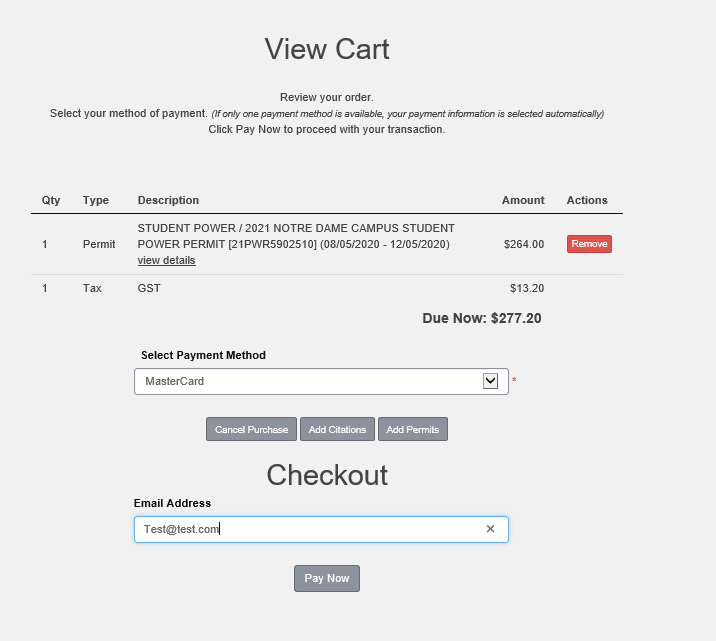 View Cart
Review your order.
Select your method of payment. (If only one payment method is available, your payment information is selected automatically)
Click Pay Now to proceed with your transaction.
Qty Type Description Amount Actions
STUDENT POWER / 2021 NOTRE DAME CAMPUS STUDENT
1 Permit POWER PERMIT [21PWR5902510] (08/05/2020 - 12/05/2020) $264.00 Remove
view details
1 Tax GST $13.20
Due Now: $277.20
Select Payment Method
MasterCard *
Cancel Purchase Add Citations Add Permits
Checkout
Email Address
Test@test.com ×
Pay Now